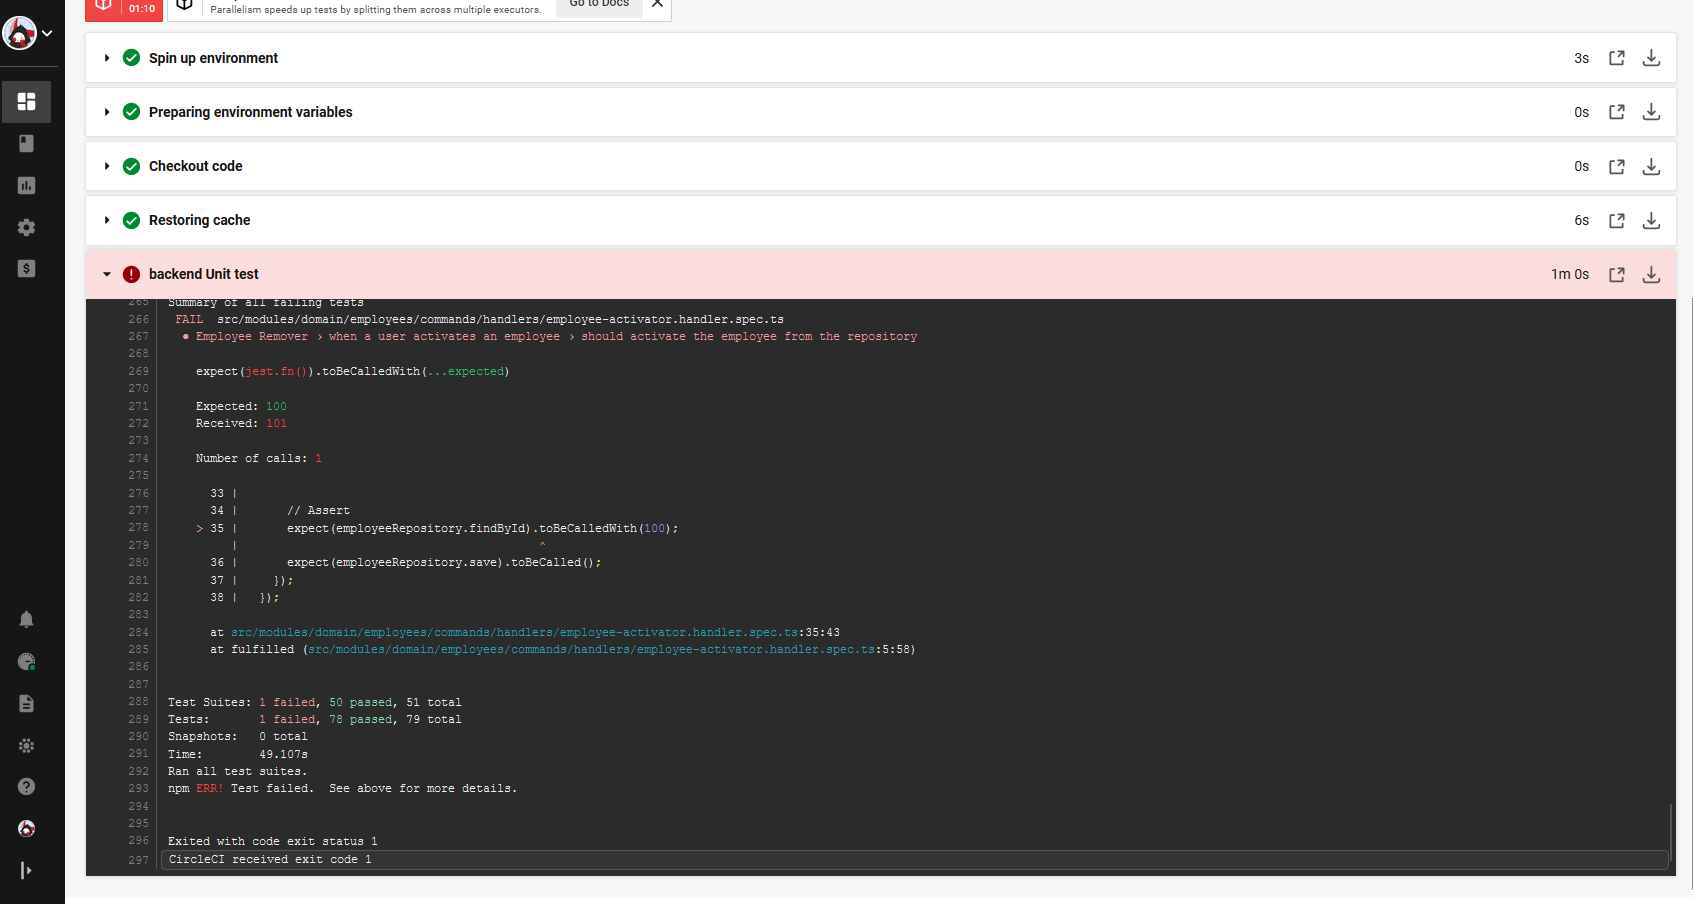 01:10
Parallelism speeds up tests by splitting them across multiple executors.
Go to Docs
Spin up environment 3s
Preparing environment variables 0s
Checkout code 0s
Restoring cache 6s
backend Unit test 1m 0s
265 Summary of all failing tests
266 FAIL src/modules/domain/employees/commands/handlers/employee-activator.handler.spec.ts
267 ● Employee Remover › when a user activates an employee › should activate the employee from the repository
268
269 expect(jest.fn()).toBeCalledWith(...expected)
270
271 Expected: 100
272 Received: 101
273
274 Number of calls: 1
275
276 33 |
277 34 | // Assert
278 > 35 | expect(employeeRepository.findById).toBeCalledWith(100);
279 | ^
280 36 | expect(employeeRepository.save).toBeCalled();
281 37 | });
282 38 | });
283
284 at src/modules/domain/employees/commands/handlers/employee-activator.handler.spec.ts:35:43
285 at fulfilled (src/modules/domain/employees/commands/handlers/employee-activator.handler.spec.ts:5:58)
286
287
288 Test Suites: 1 failed, 50 passed, 51 total
289 Tests: 1 failed, 78 passed, 79 total
290 Snapshots: 0 total
291 Time: 49.107s
292 Ran all test suites.
293 npm ERR! Test failed. See above for more details.
294
295
296 Exited with code exit status 1
297 CircleCI received exit code 1